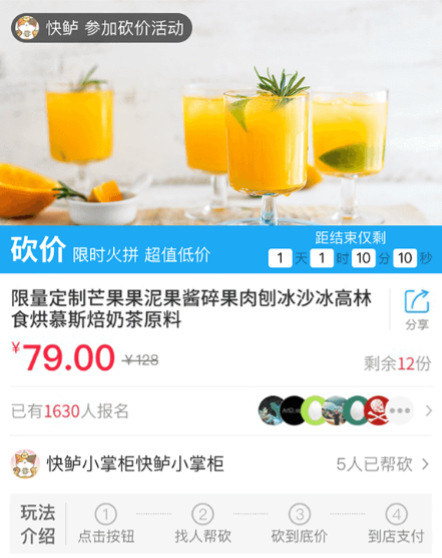 快鲈 参加砍价活动
砍价 限时火拼 超值低价
距结束仅剩
1 天 1 时 10 分 10 秒
限量定制芒果果泥果酱碎果肉刨冰沙冰高林
食烘慕斯焙奶茶原料
分享
¥79.00 ¥128
剩余12份
已有1630人报名
快鲈小掌柜快鲈小掌柜
5人已帮砍
玩法
介绍
1 2 3 4
点击按钮 找人帮砍 砍到底价 到店支付